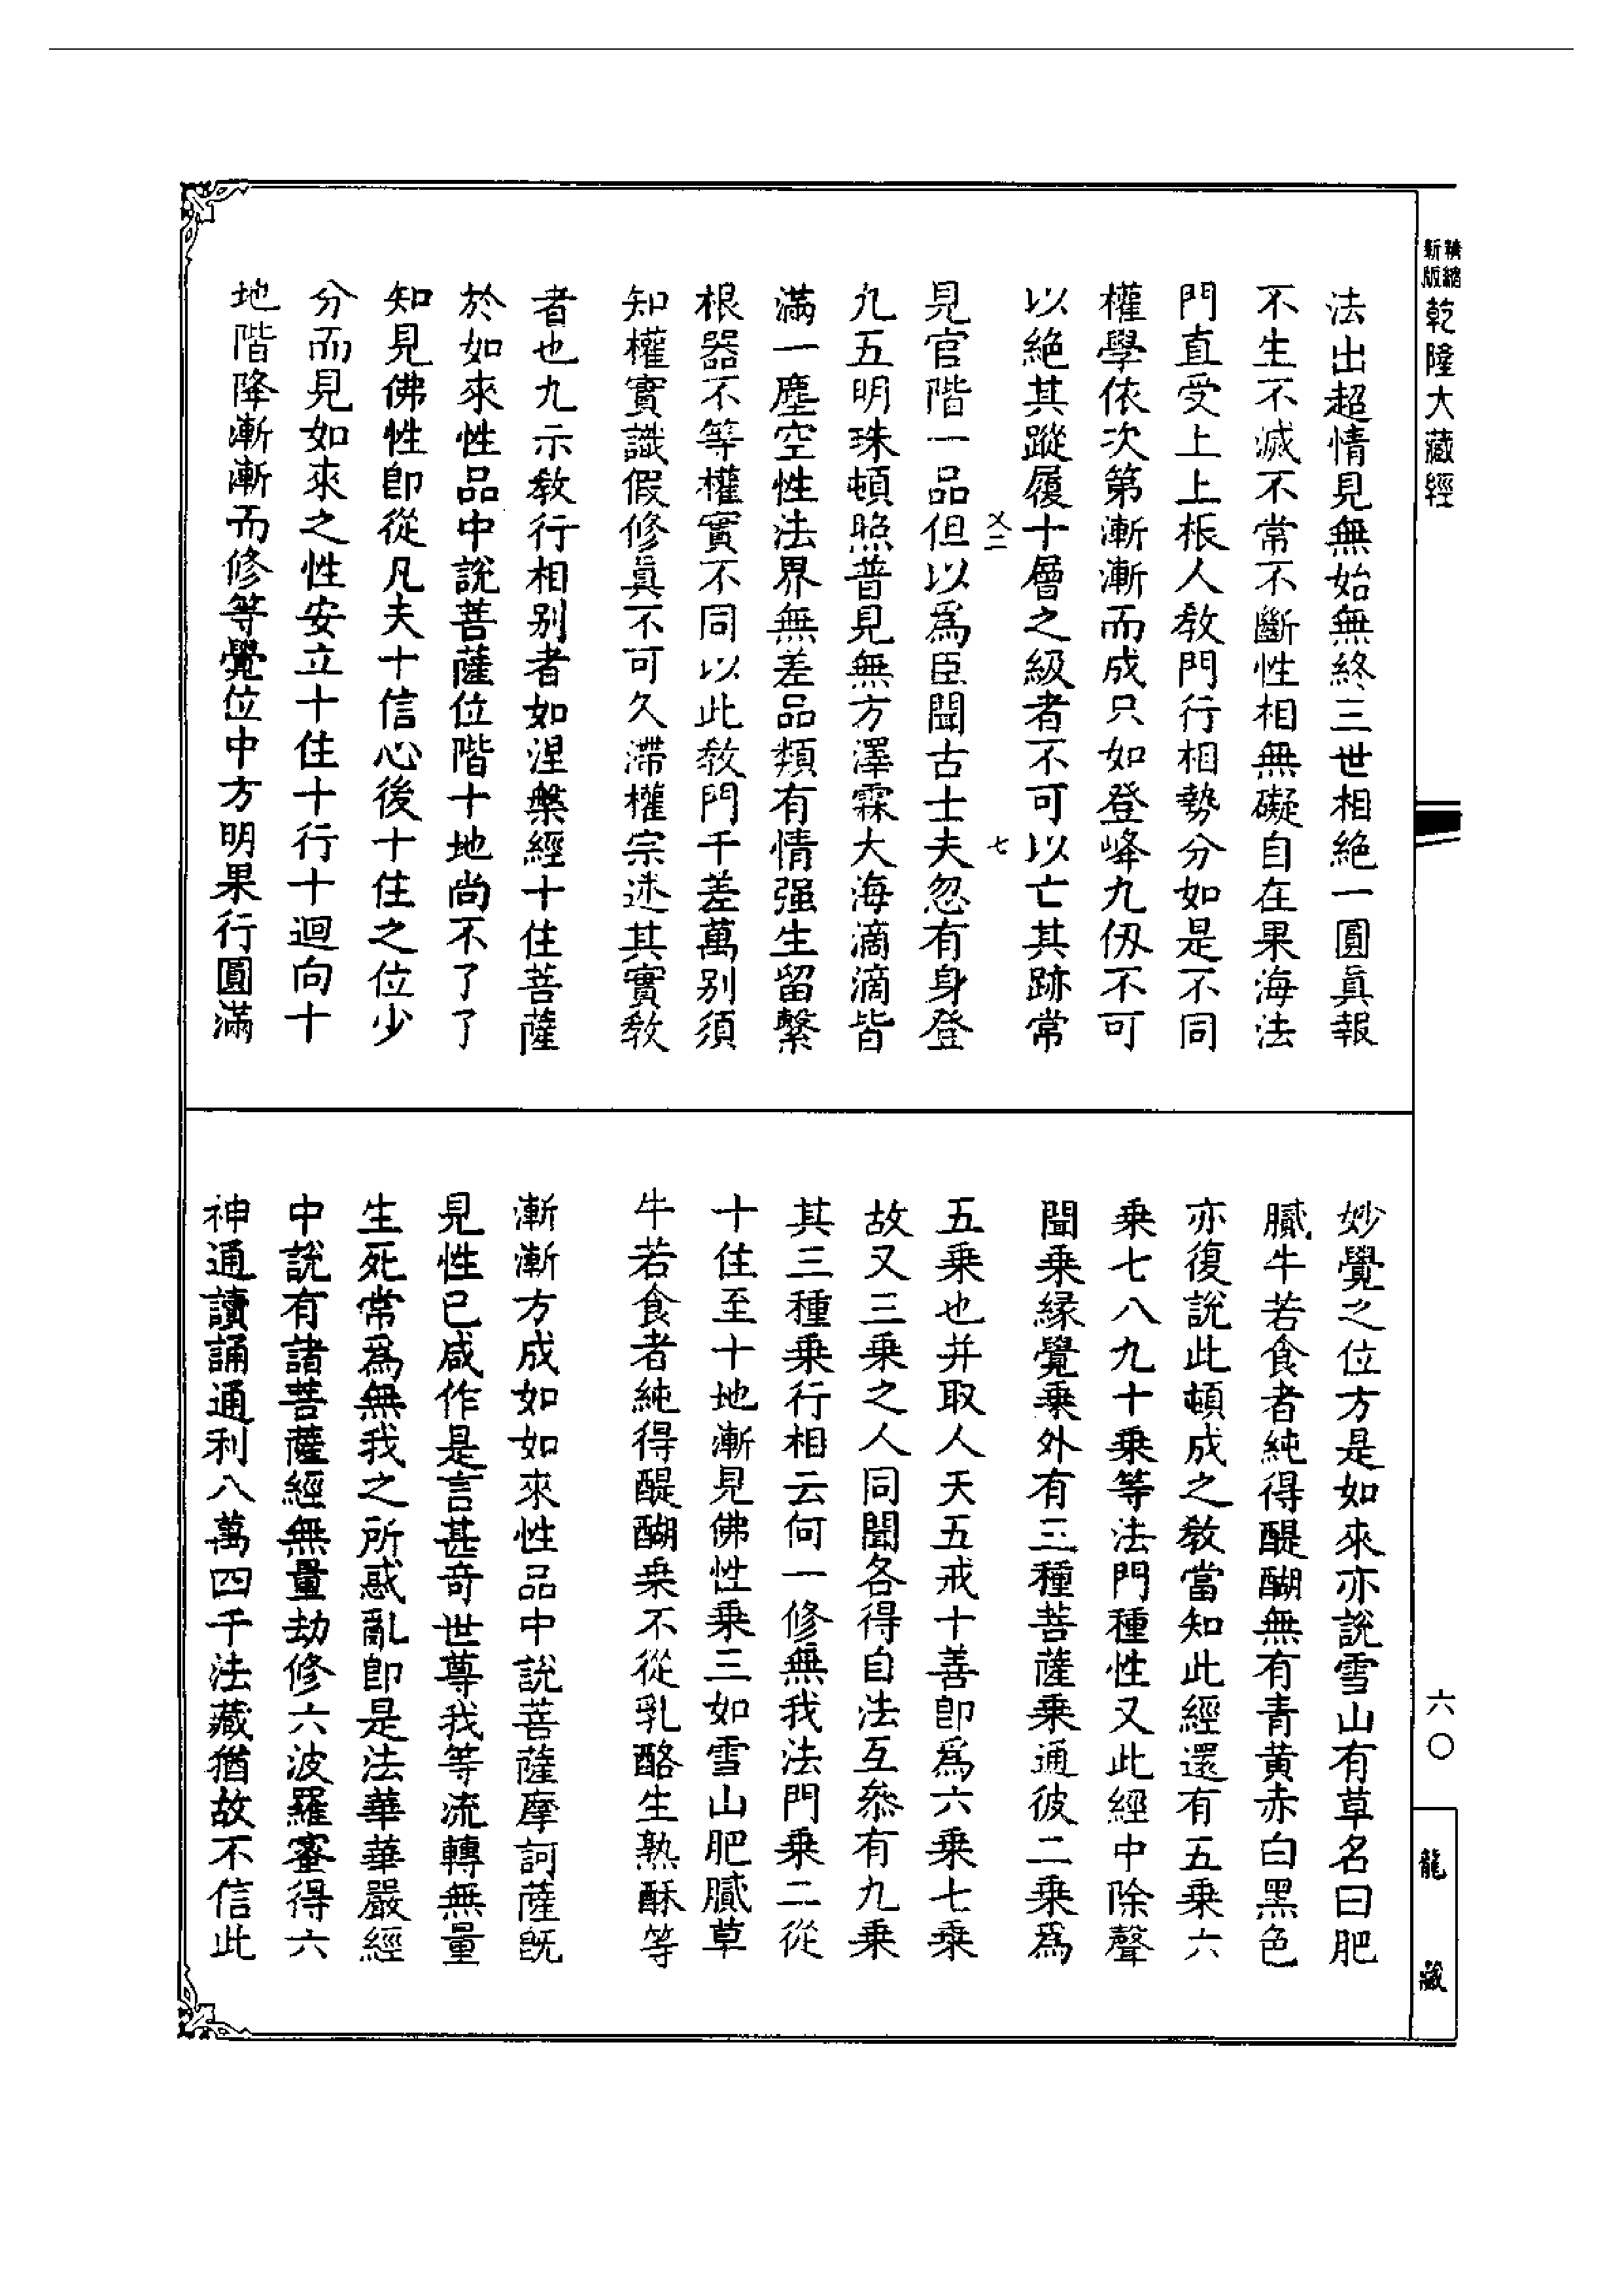 精縮新版乾隆大藏經
法出超情見無始無終三世相絕一圓眞報
不生不滅不常不斷性相無礙自在果海法
門直受上上根人教門行相勢分如是不同
權學依次第漸漸而成只如登峰九仞不可
以絕其蹤履十層之級者不可以亡其跡常
㐅二 七
見官階一品但以爲臣聞古士夫忽有身登
九五明珠頓照普見無方澤霖大海滴滴皆
滿一塵空性法界無差品類有情强生留繫
根器不等權實不同以此教門千差萬別須
知權實識假修眞不可久滯權宗迷其實教
者也九示教行相別者如涅槃經十住菩薩
於如來性品中說菩薩位階十地尚不了了
知見佛性卽從凡夫十信心後十住之位少
分而見如來之性安立十住十行十迴向十
地階降漸漸而修等覺位中方明果行圓滿
妙覺之位方是如來亦說雪山有草名曰肥
膩牛若食者純得醍醐無有青黃赤白黑色
亦復說此頓成之教當知此經還有五乘六
乘七八九十乘等法門種性又此經中除聲
聞乘緣覺乘外有三種菩薩乘通彼二乘爲
五乘也并取人天五戒十善卽爲六乘七乘
故又三乘之人同聞各得自法互叅有九乘
其三種乘行相云何一修無我法門乘二從
十住至十地漸見佛性乘三如雪山肥膩草
牛若食者純得醍醐乘不從乳酪生熟酥等
漸漸方成如如來性品中說菩薩摩訶薩旣
見性已咸作是言甚奇世尊我等流轉無量
生死常爲無我之所惑亂卽是法華華嚴經
中說有諸菩薩經無量劫修六波羅蜜得六
神通讀誦通利八萬四千法藏猶故不信此
六〇
龍藏